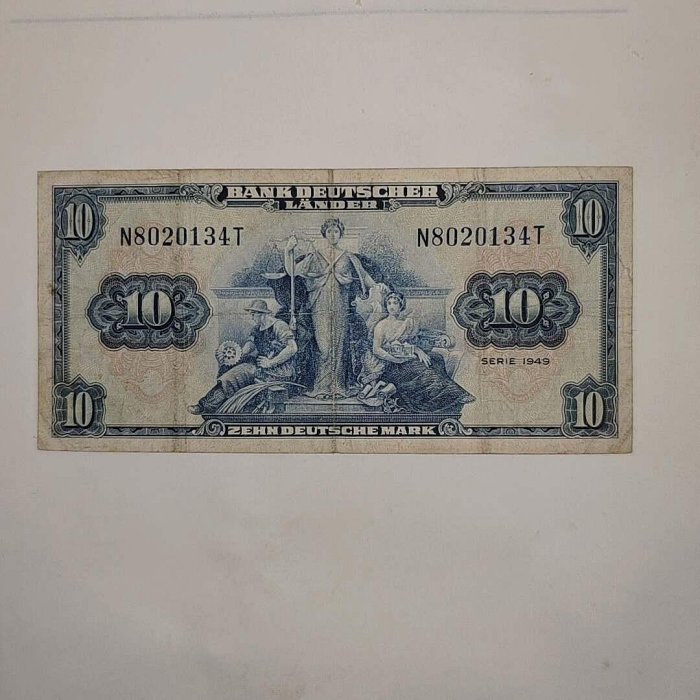 BANK DEUTSCHER
LÄNDER
10 10
N8020134T N8020134T
10 10
SERIE 1949
10 10
ZEHN DEUTSCHE MARK